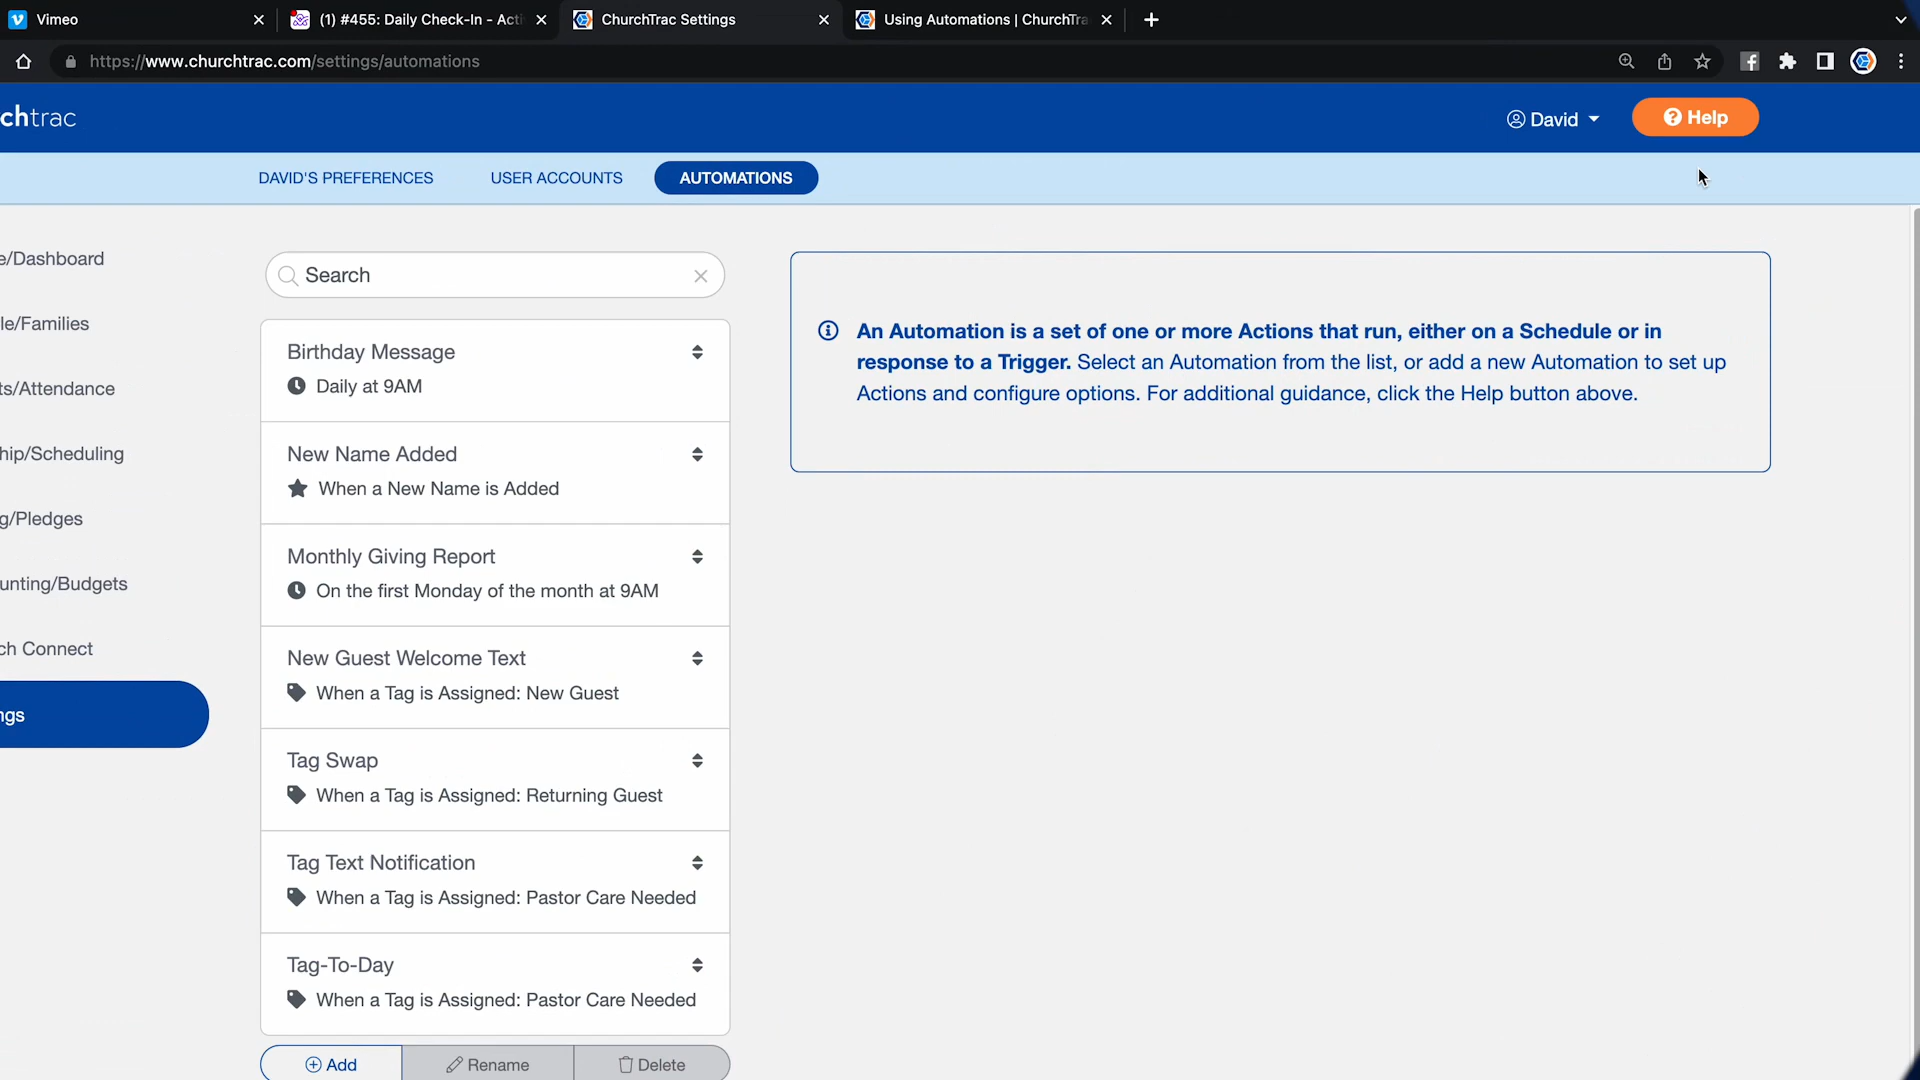 Vimeo
(1) #455: Daily Check-In - Acti
ChurchTrac Settings
Using Automations | ChurchTra
https://www.churchtrac.com/settings/automations
chtrac
David
Help
DAVID'S PREFERENCES
USER ACCOUNTS
AUTOMATIONS
e/Dashboard
le/Families
ts/Attendance
hip/Scheduling
g/Pledges
unting/Budgets
ch Connect
ngs
Search
Birthday Message
Daily at 9AM
New Name Added
When a New Name is Added
Monthly Giving Report
On the first Monday of the month at 9AM
New Guest Welcome Text
When a Tag is Assigned: New Guest
Tag Swap
When a Tag is Assigned: Returning Guest
Tag Text Notification
When a Tag is Assigned: Pastor Care Needed
Tag-To-Day
When a Tag is Assigned: Pastor Care Needed
Add
Rename
Delete
An Automation is a set of one or more Actions that run, either on a Schedule or in
response to a Trigger. Select an Automation from the list, or add a new Automation to set up
Actions and configure options. For additional guidance, click the Help button above.